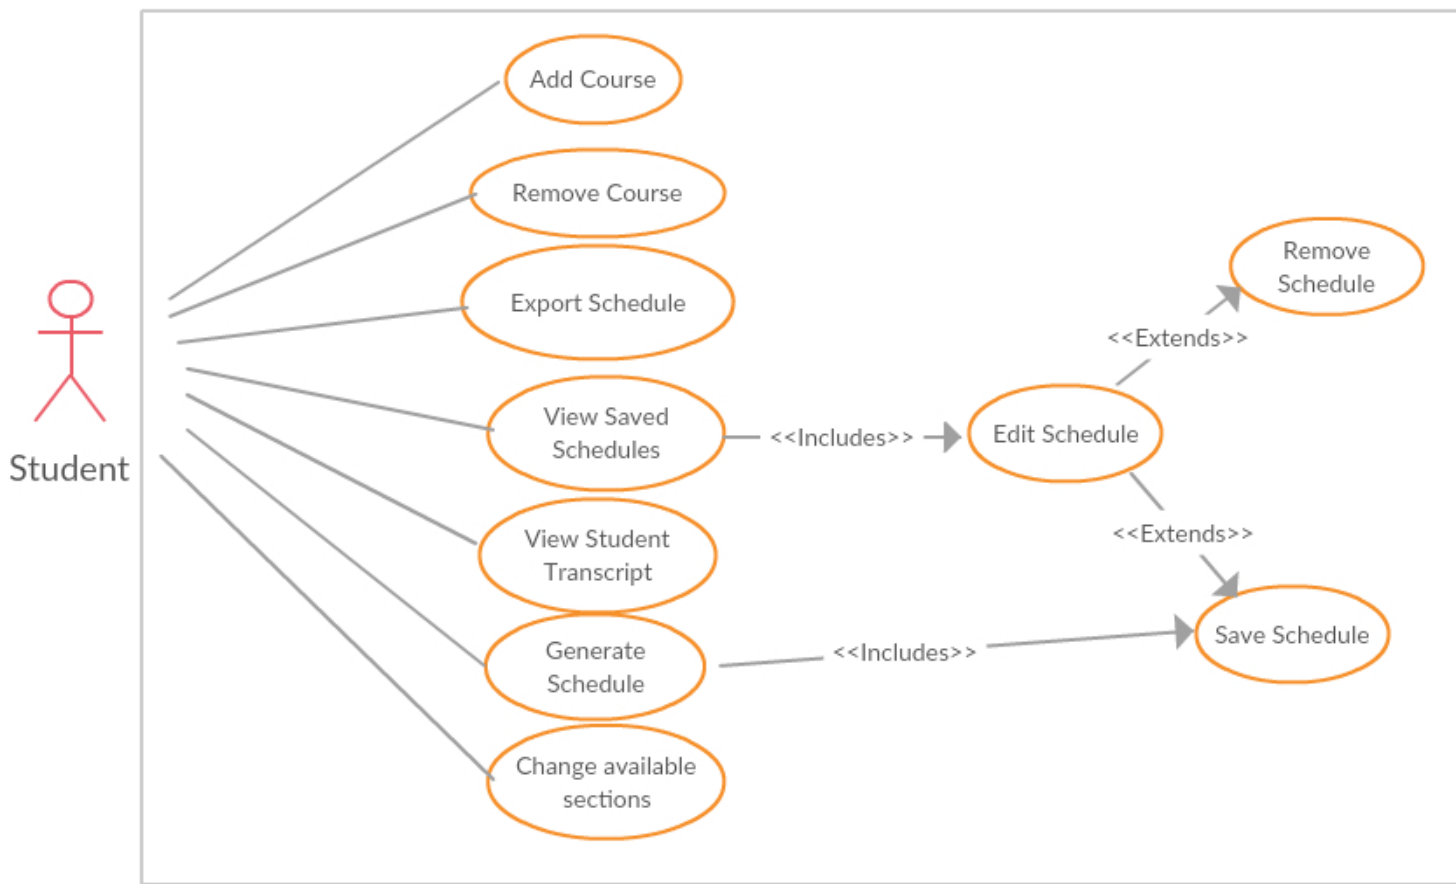 Add Course
Remove Course
Export Schedule
View Saved
Schedules
View Student
Transcript
Generate
Schedule
Change available
sections
Student
<<Includes>>
<<Includes>>
Edit Schedule
<<Extends>>
<<Extends>>
Remove
Schedule
Save Schedule